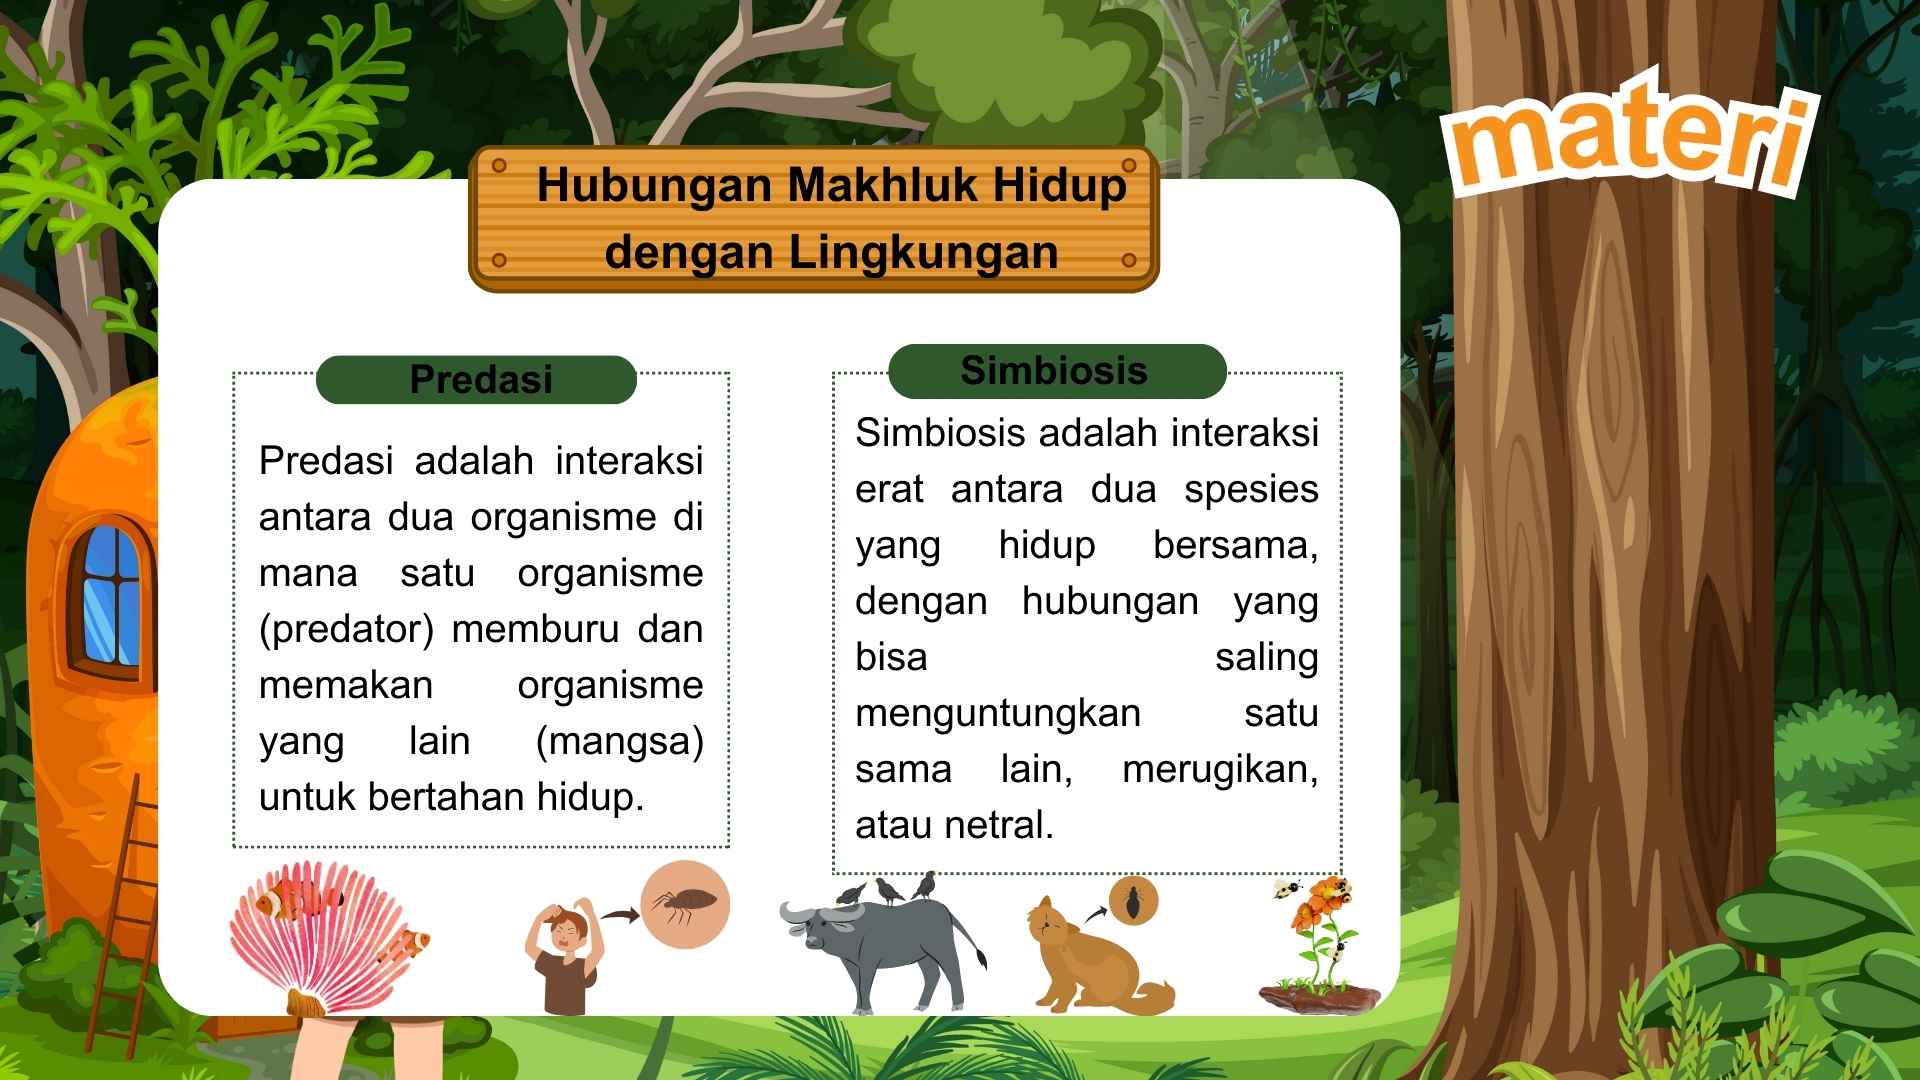 materi
Hubungan Makhluk Hidup
dengan Lingkungan
Predasi
Predasi adalah interaksi
antara dua organisme di
mana satu organisme
(predator) memburu dan
memakan organisme
yang lain (mangsa)
untuk bertahan hidup.
Simbiosis
Simbiosis adalah interaksi
erat antara dua spesies
yang hidup bersama,
dengan hubungan yang
bisa saling
menguntungkan satu
sama lain, merugikan,
atau netral.